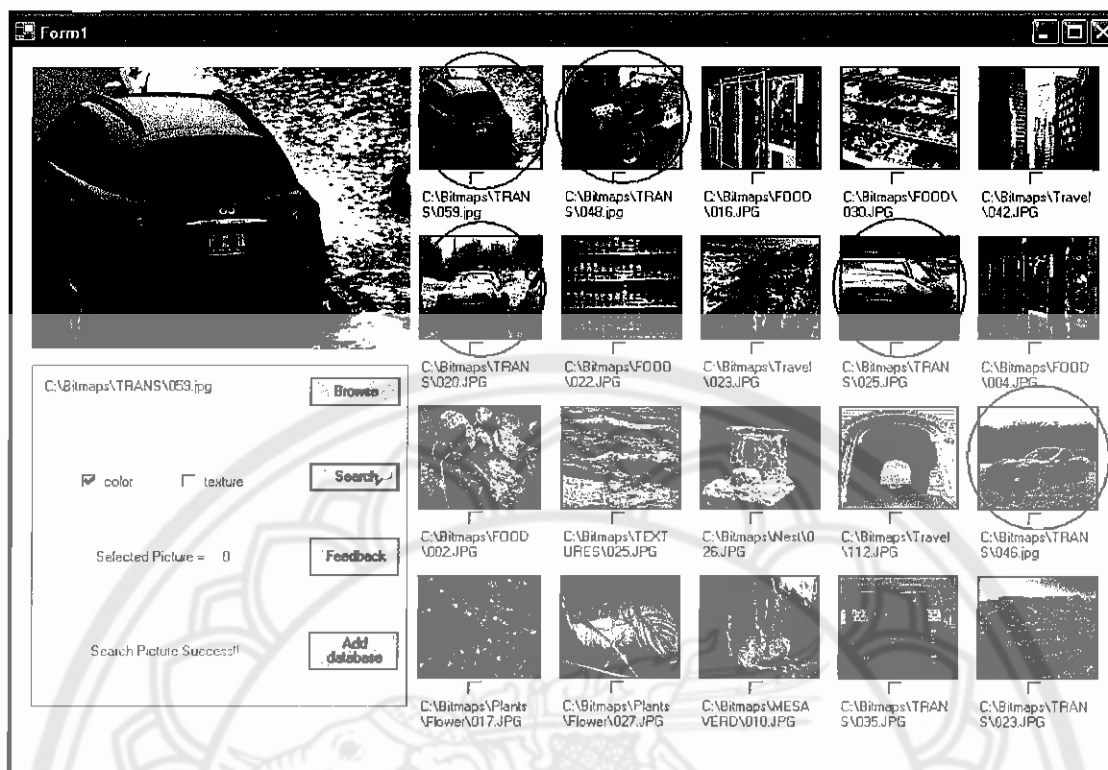 Form1
C:\Bitmaps\TRAN
S\059.jpg
C:\Bitmaps\TRAN
S\048.jpg
C:\Bitmaps\FOOD
\016.JPG
C:\Bitmaps\FOOD\
030.JPG
C:\Bitmaps\Travel
\042.JPG
C:\Bitmaps\TRAN
S\020.JPG
C:\Bitmaps\FOOD
\022.JPG
C:\Bitmaps\Travel
\023.JPG
C:\Bitmaps\TRAN
S\025.JPG
C:\Bitmaps\FOOD
\004.JPG
C:\Bitmaps\TRANS\059.jpg
Browse
color
texture
Search
Selected Picture = 0
Feedback
Search Picture Success!!
Add
database
C:\Bitmaps\FOOD
\002.JPG
C:\Bitmaps\TEXT
URES\025.JPG
C:\Bitmaps\Nest\0
26.JPG
C:\Bitmaps\Travel
\112.JPG
C:\Bitmaps\TRAN
S\046.jpg
C:\Bitmaps\Plants
\Flower\017.JPG
C:\Bitmaps\Plants
\Flower\027.JPG
C:\Bitmaps\MESA
VERD\010.JPG
C:\Bitmaps\TRAN
S\035.JPG
C:\Bitmaps\TRAN
S\023.JPG